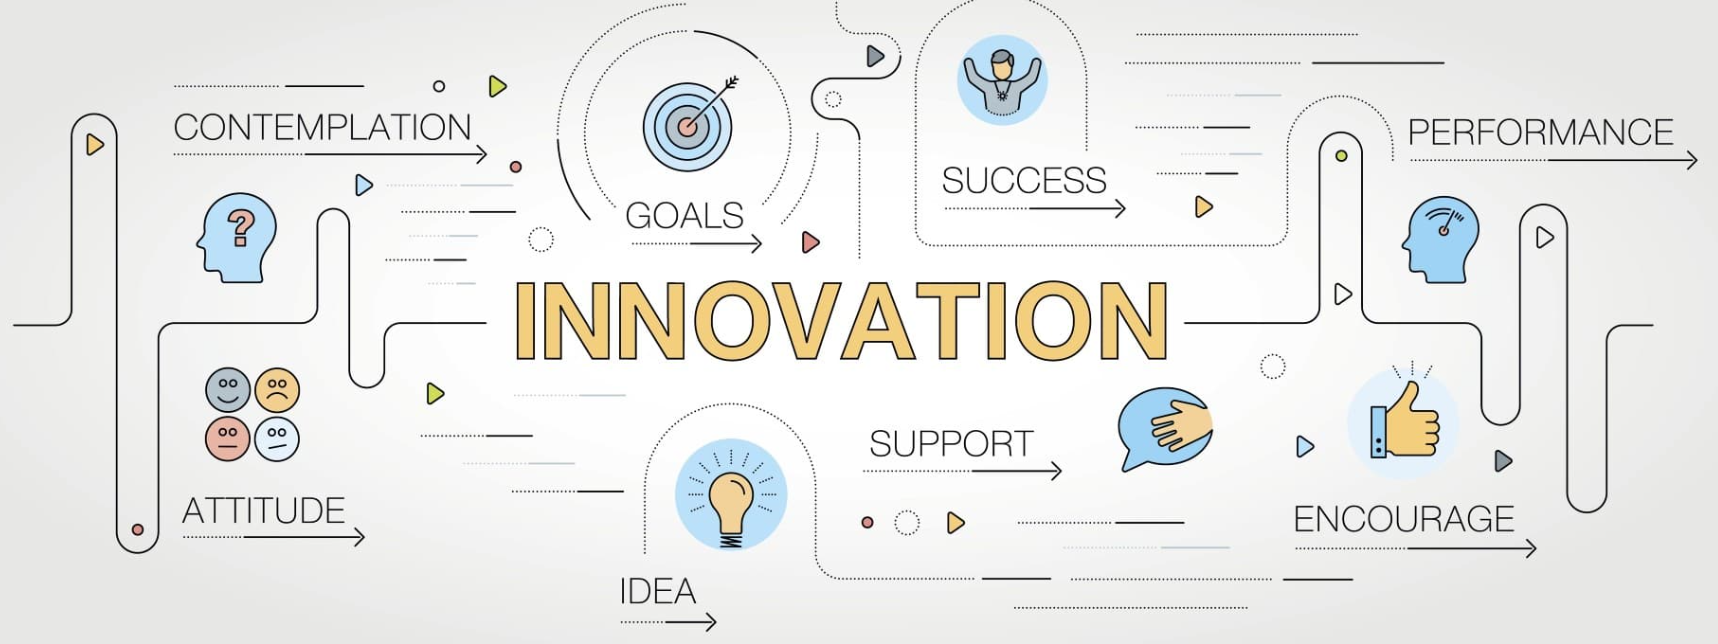 CONTEMPLATION
GOALS
SUCCESS
PERFORMANCE
?
INNOVATION
ATTITUDE
IDEA
SUPPORT
ENCOURAGE